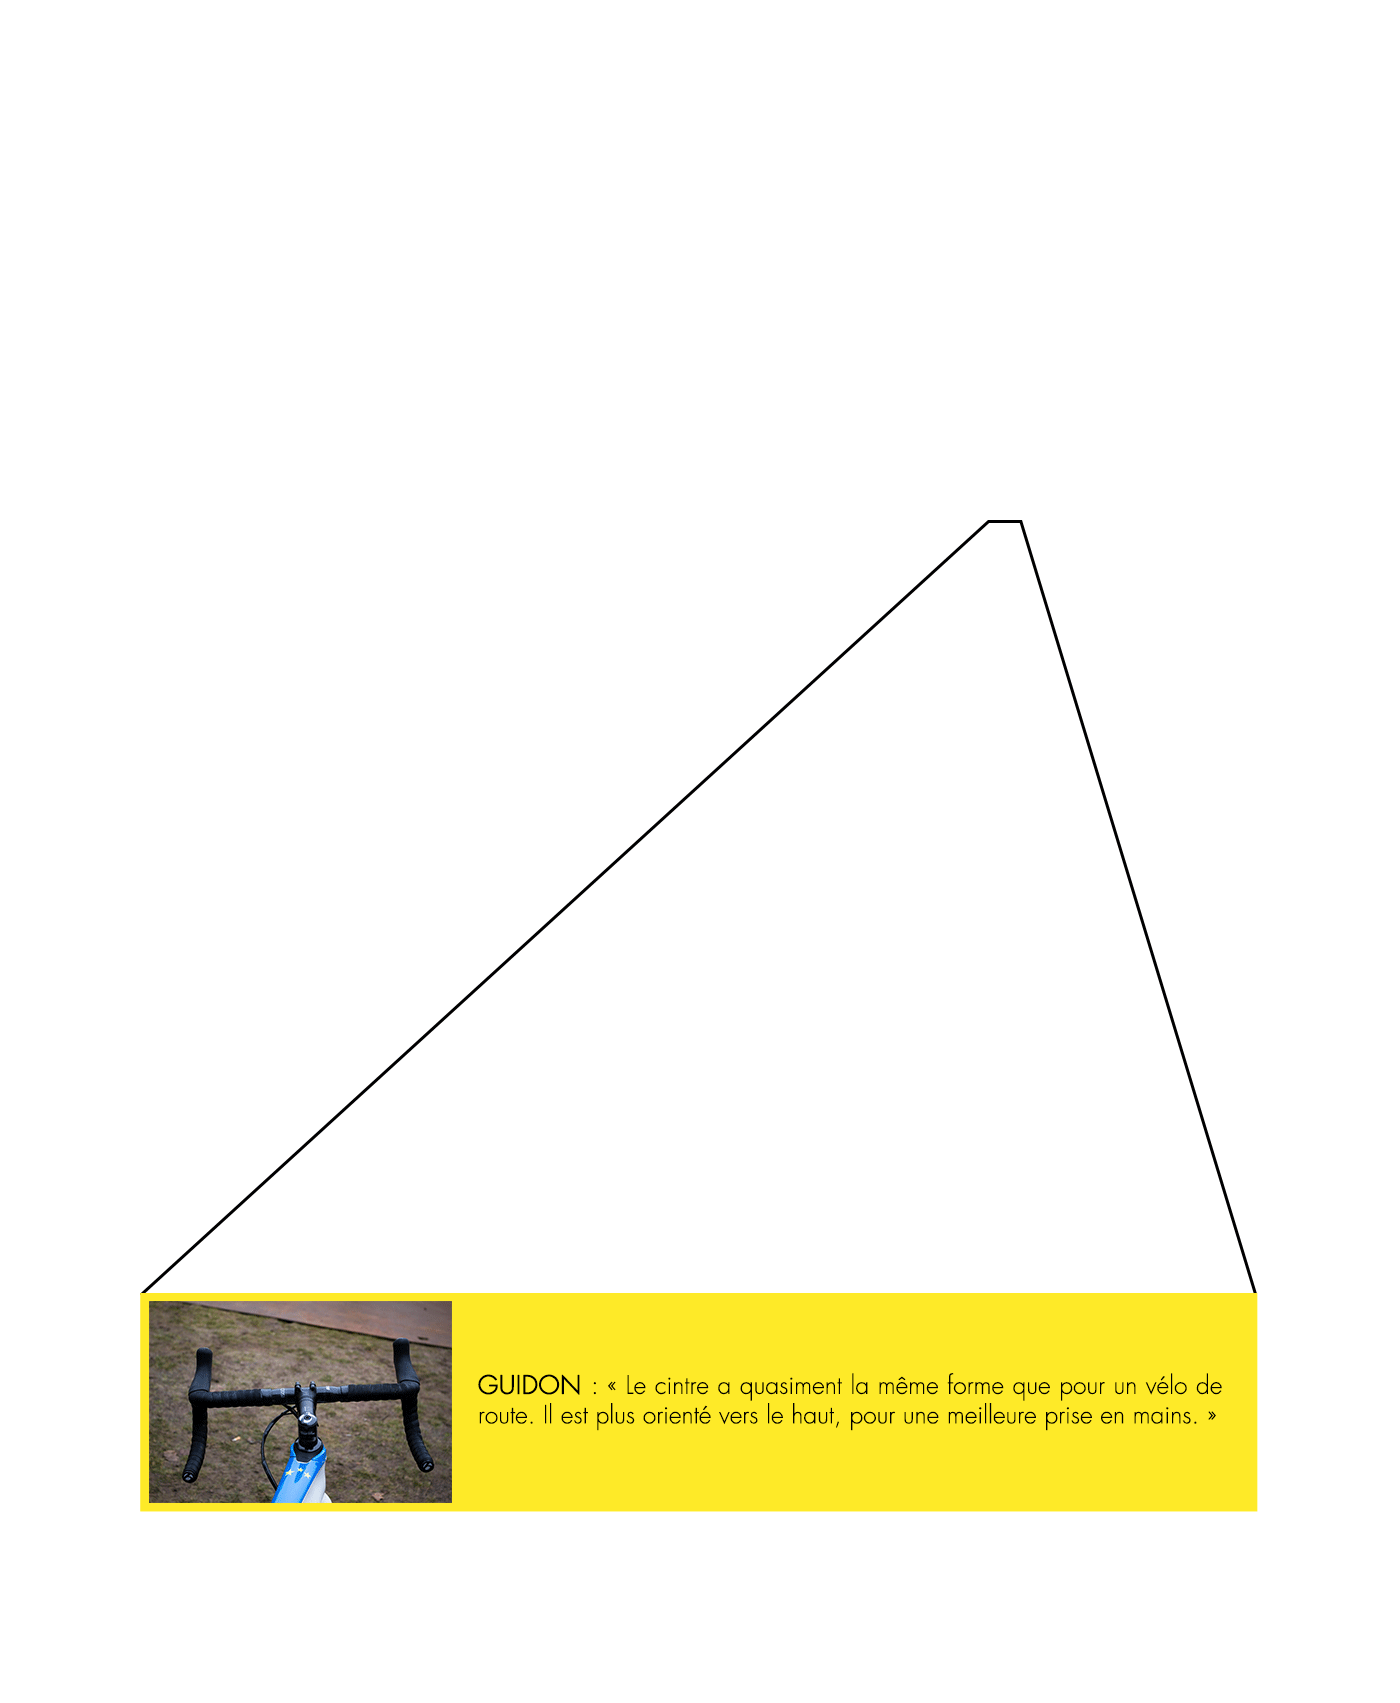 GUIDON : « Le cintre a quasiment la même forme que pour un vélo de
route. Il est plus orienté vers le haut, pour une meilleure prise en mains. »